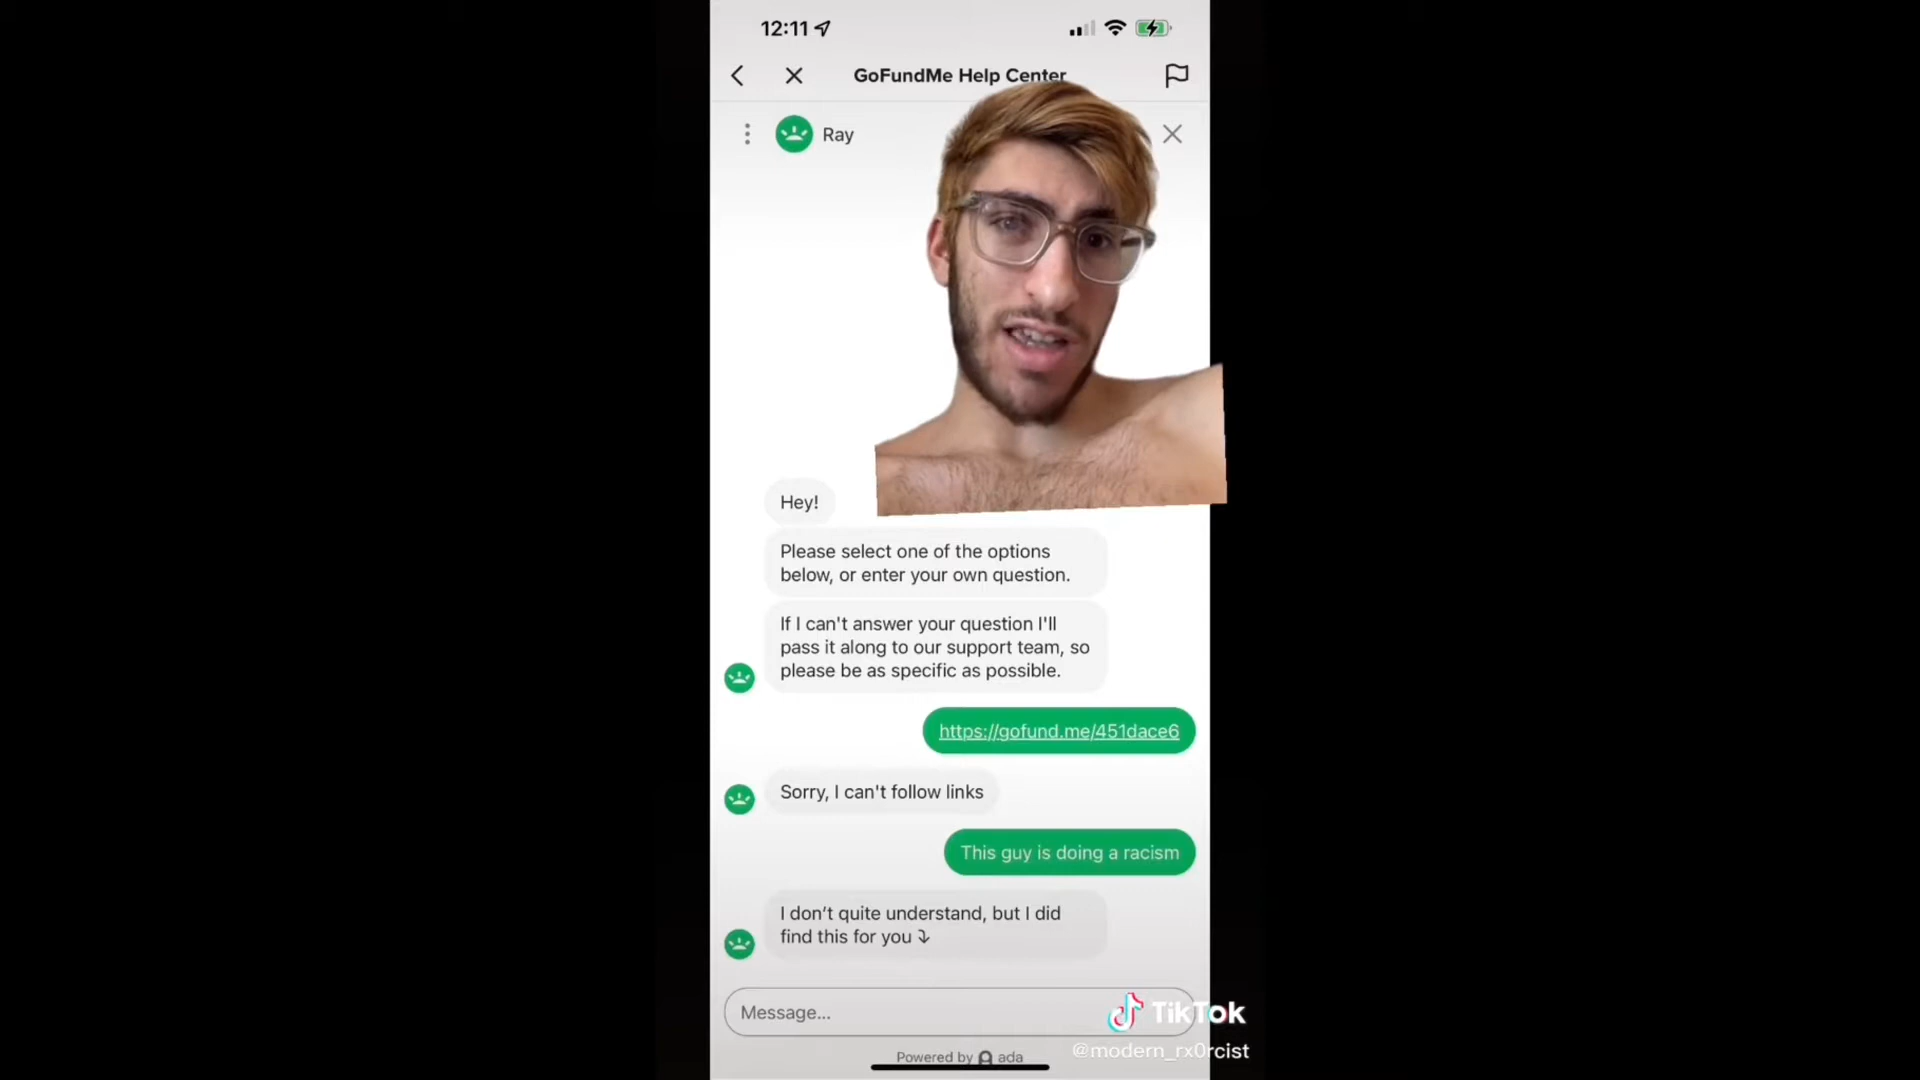 12:11
GoFundMe Help Center
Ray
Hey!
Please select one of the options
below, or enter your own question.
If I can't answer your question I'll
pass it along to our support team, so
please be as specific as possible.
https://gofund.me/451dace6
Sorry, I can't follow links
This guy is doing a racism
I don’t quite understand, but I did
find this for you ⤵
Message...
TikTok
Powered by ada
@modern_rx0rcist